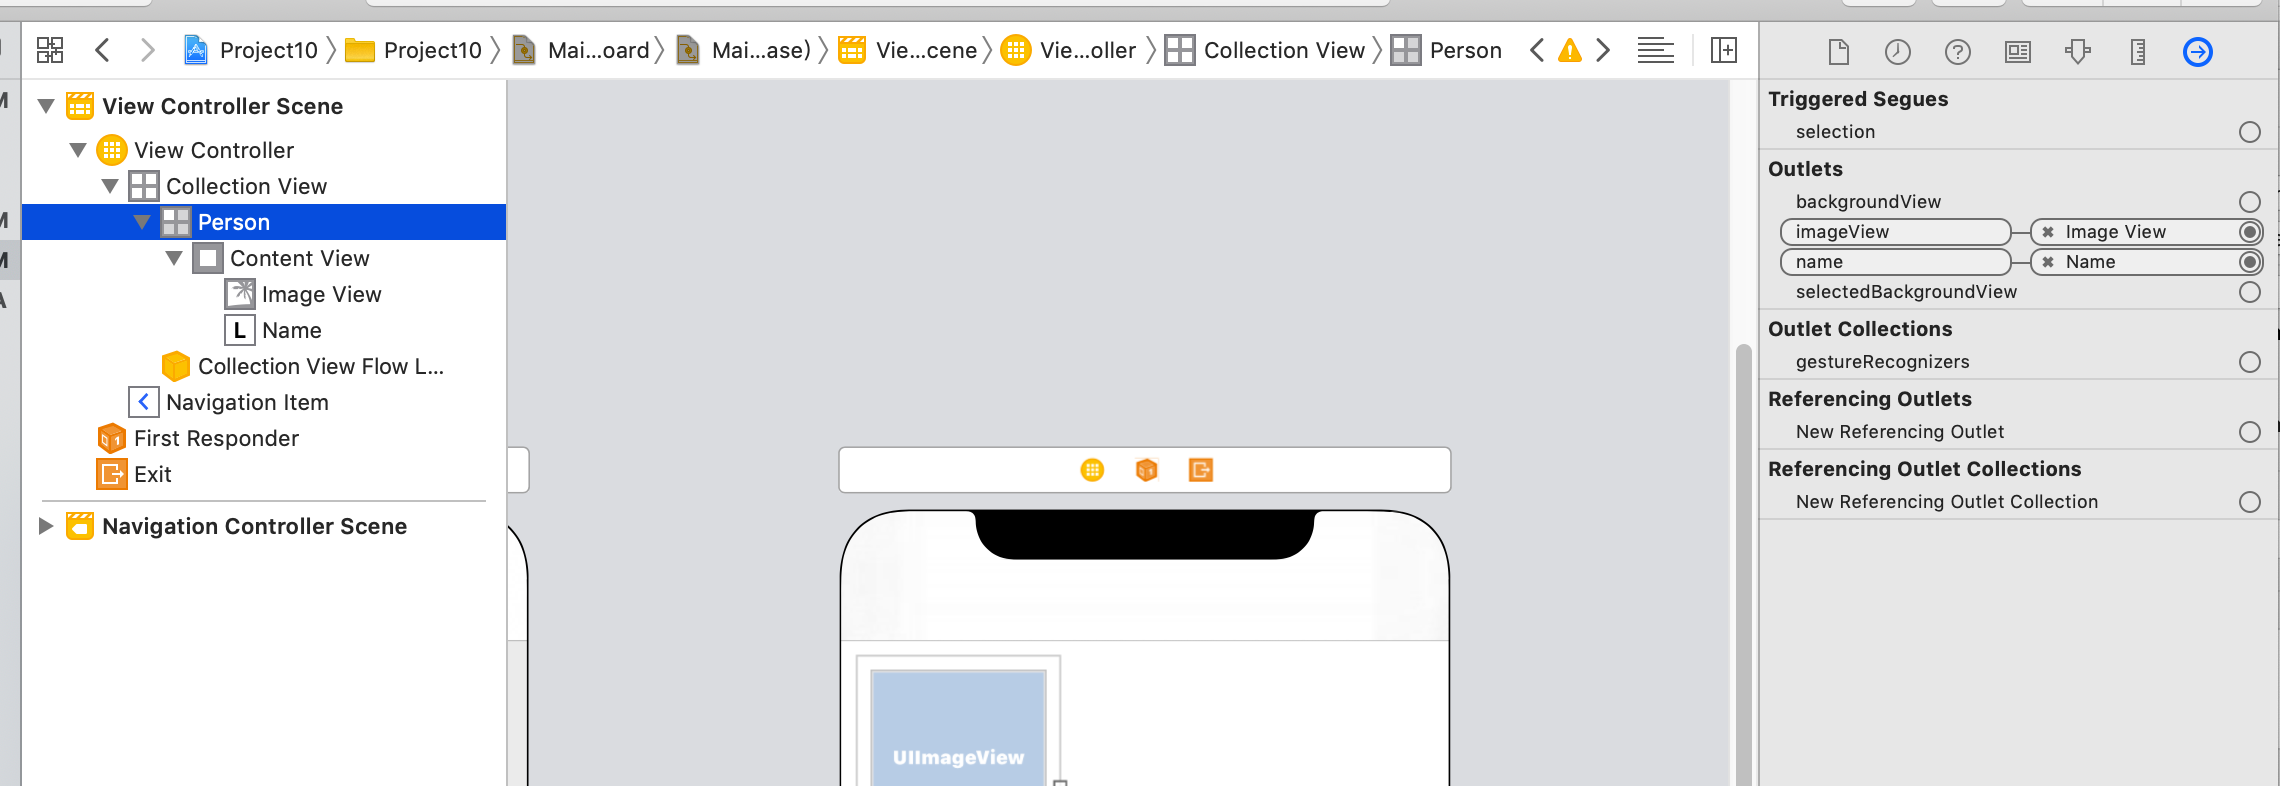 Project10 Project10 Mai...oard Mai...ase) Vie...cene Vie...oller Collection View Person
View Controller Scene
View Controller
Collection View
Person
Content View
Image View
L Name
Collection View Flow L...
Navigation Item
First Responder
Exit
Navigation Controller Scene
UIImageView
Triggered Segues
selection
Outlets
backgroundView
imageView Image View
name Name
selectedBackgroundView
Outlet Collections
gestureRecognizers
Referencing Outlets
New Referencing Outlet
Referencing Outlet Collections
New Referencing Outlet Collection